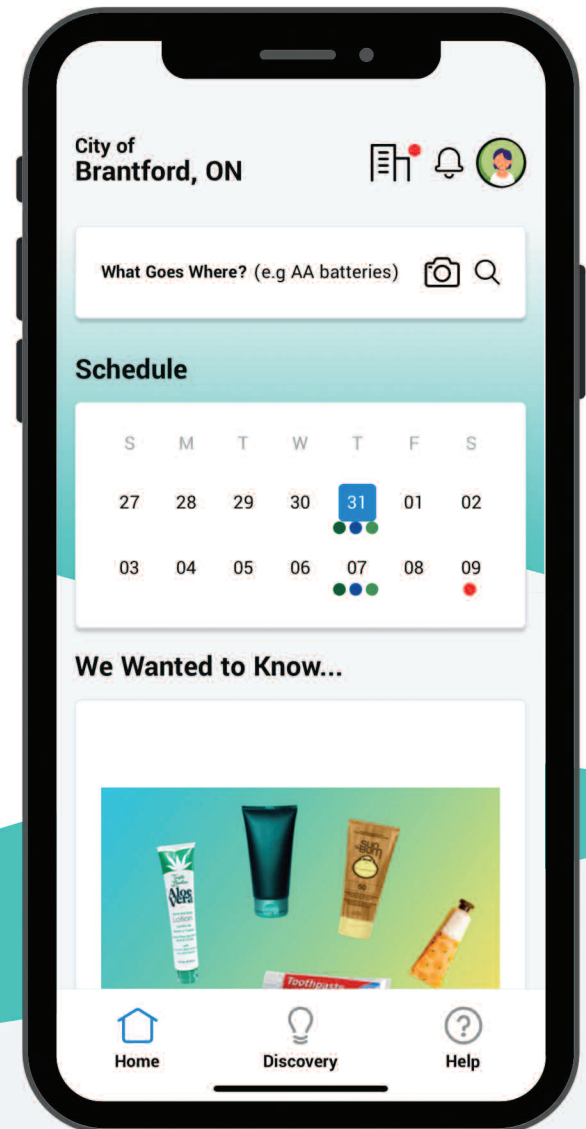 City of
Brantford, ON
What Goes Where? (e.g AA batteries)
Schedule
S M T W T F S
27 28 29 30 31 01 02
03 04 05 06 07 08 09
We Wanted to Know...
sun
bum
50
Aloe
Vera
Lotion
Toothpaste
Home Discovery Help